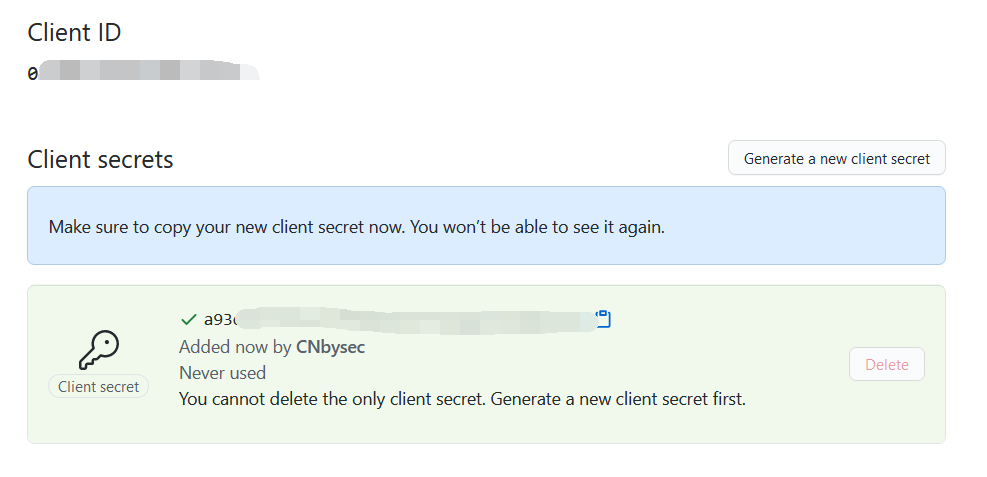 Client ID
0
Client secrets
Generate a new client secret
Make sure to copy your new client secret now. You won’t be able to see it again.
a93
Added now by CNbysec
Never used
You cannot delete the only client secret. Generate a new client secret first.
Client secret
Delete